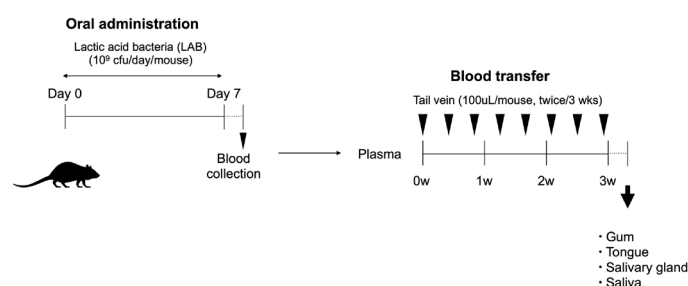 Oral administration
Lactic acid bacteria (LAB)
(10⁹ cfu/day/mouse)
Day 0
Day 7
Blood
collection
Blood transfer
Tail vein (100uL/mouse, twice/3 wks)
Plasma
0w
1w
2w
3w
・Gum
・Tongue
・Salivary gland
・Saliva